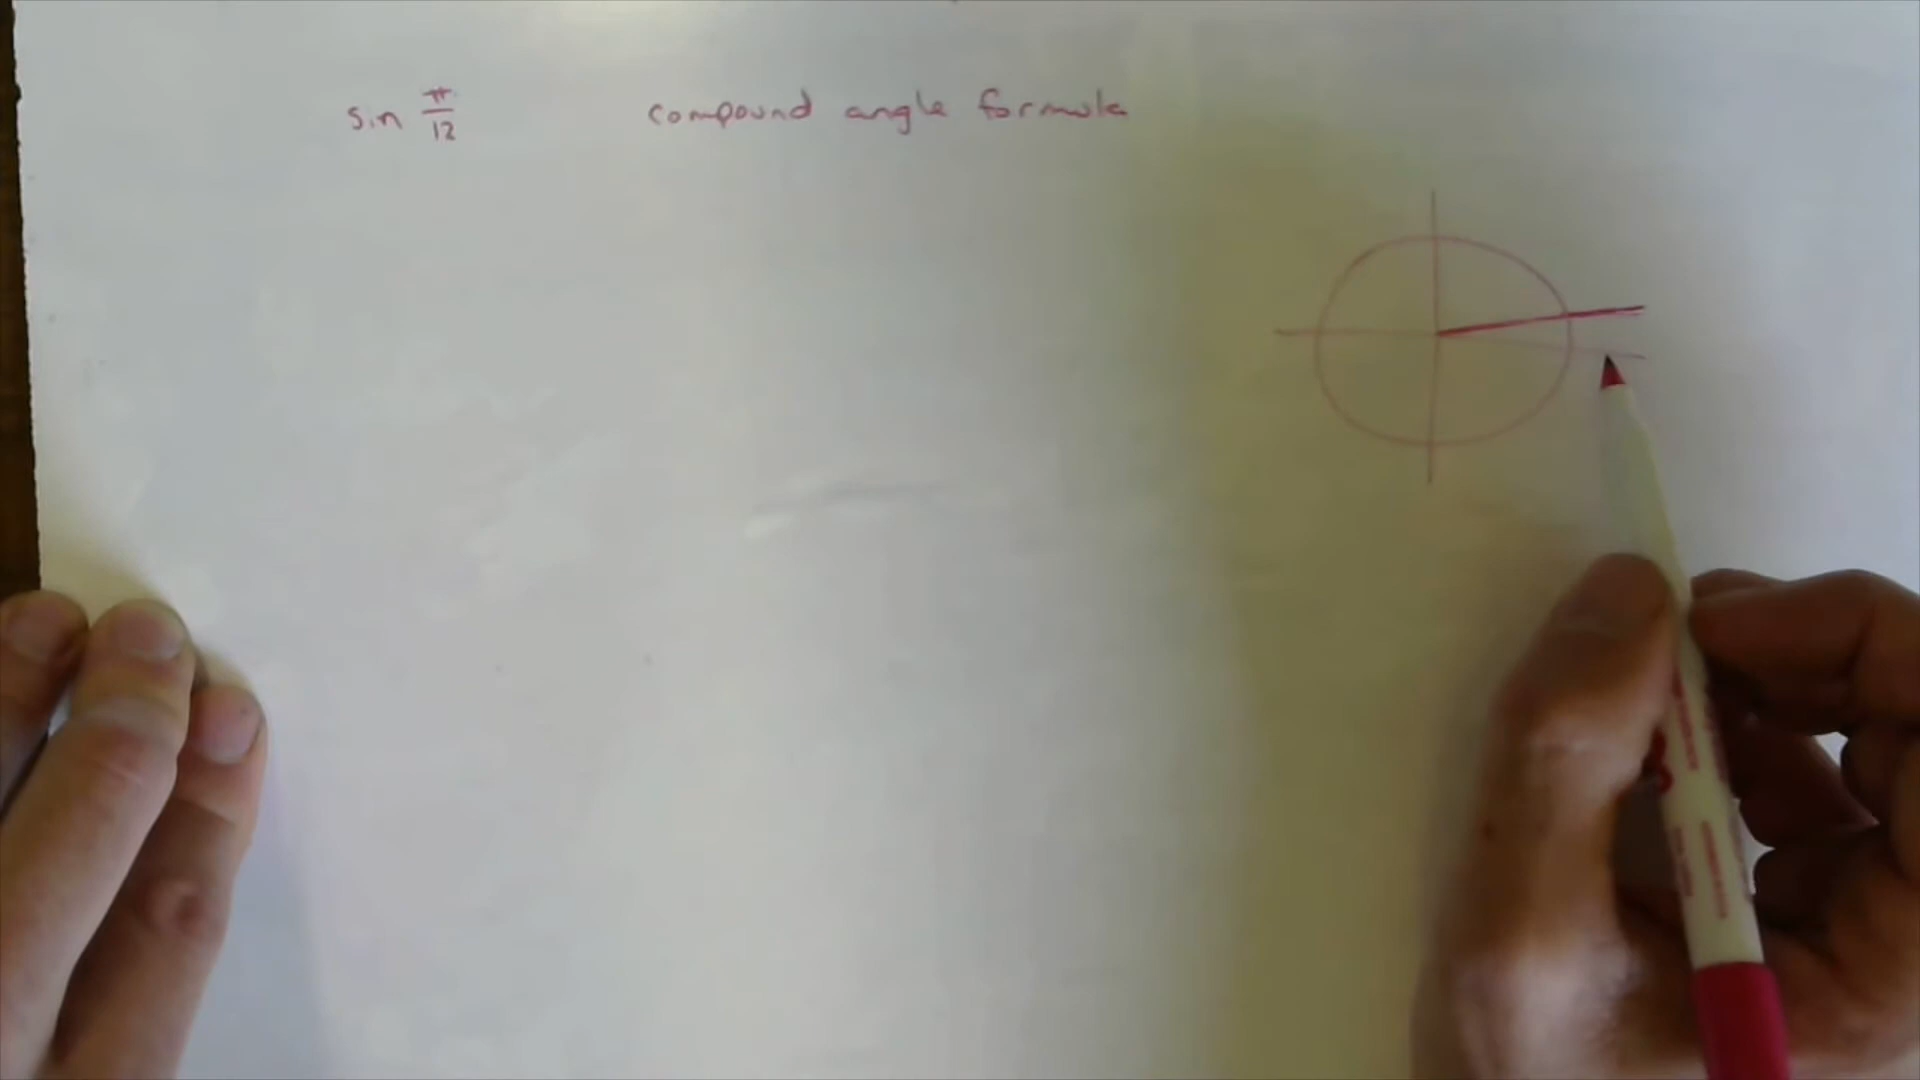 sin π/12 compound angle formula